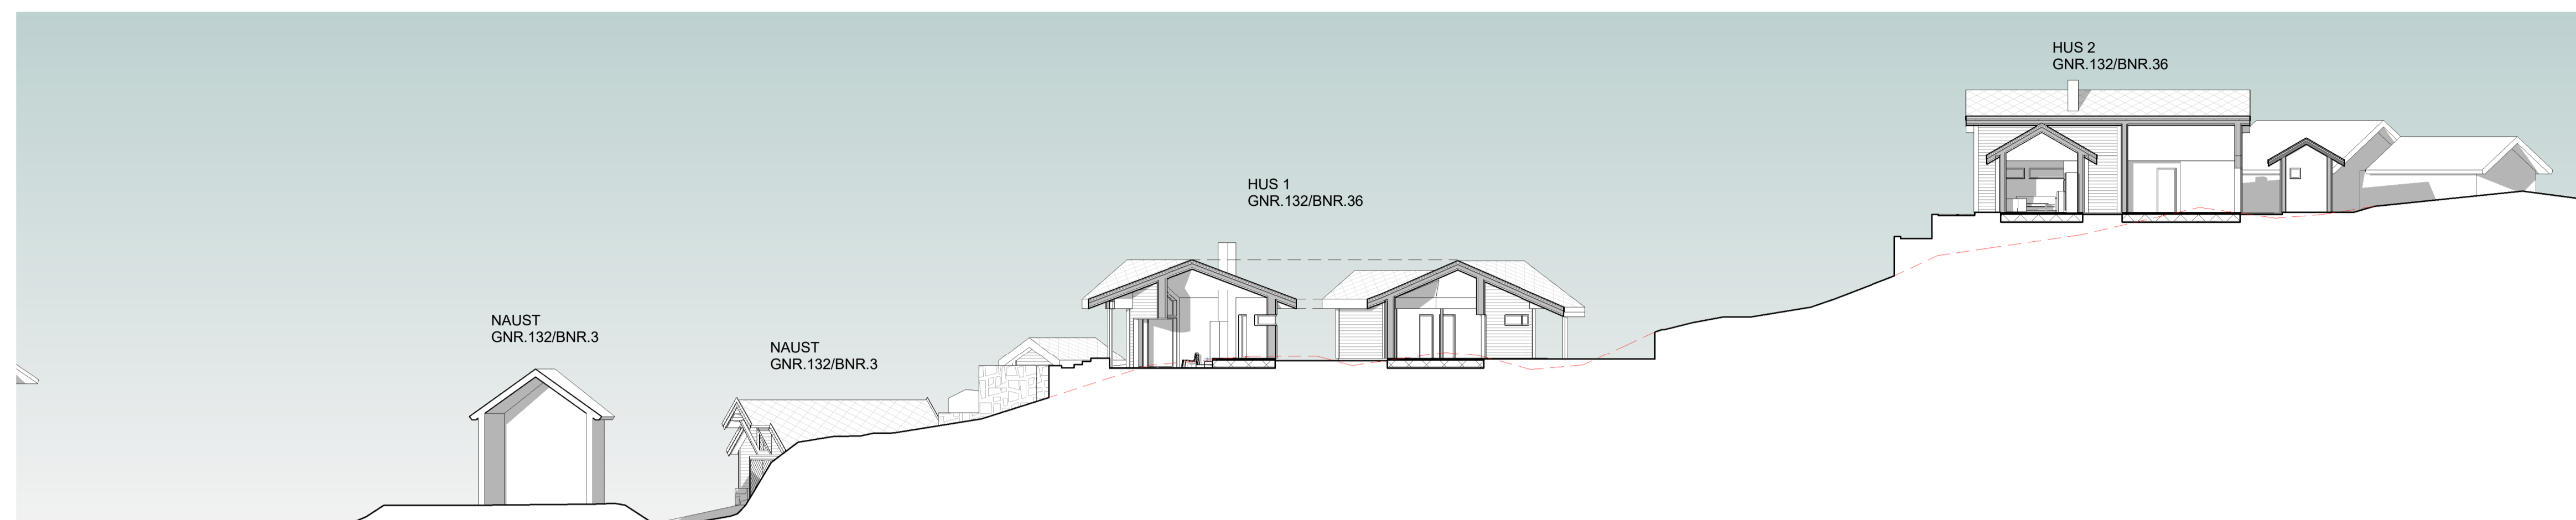 HUS 2
GNR.132/BNR.36
HUS 1
GNR.132/BNR.36
NAUST
GNR.132/BNR.3
NAUST
GNR.132/BNR.3